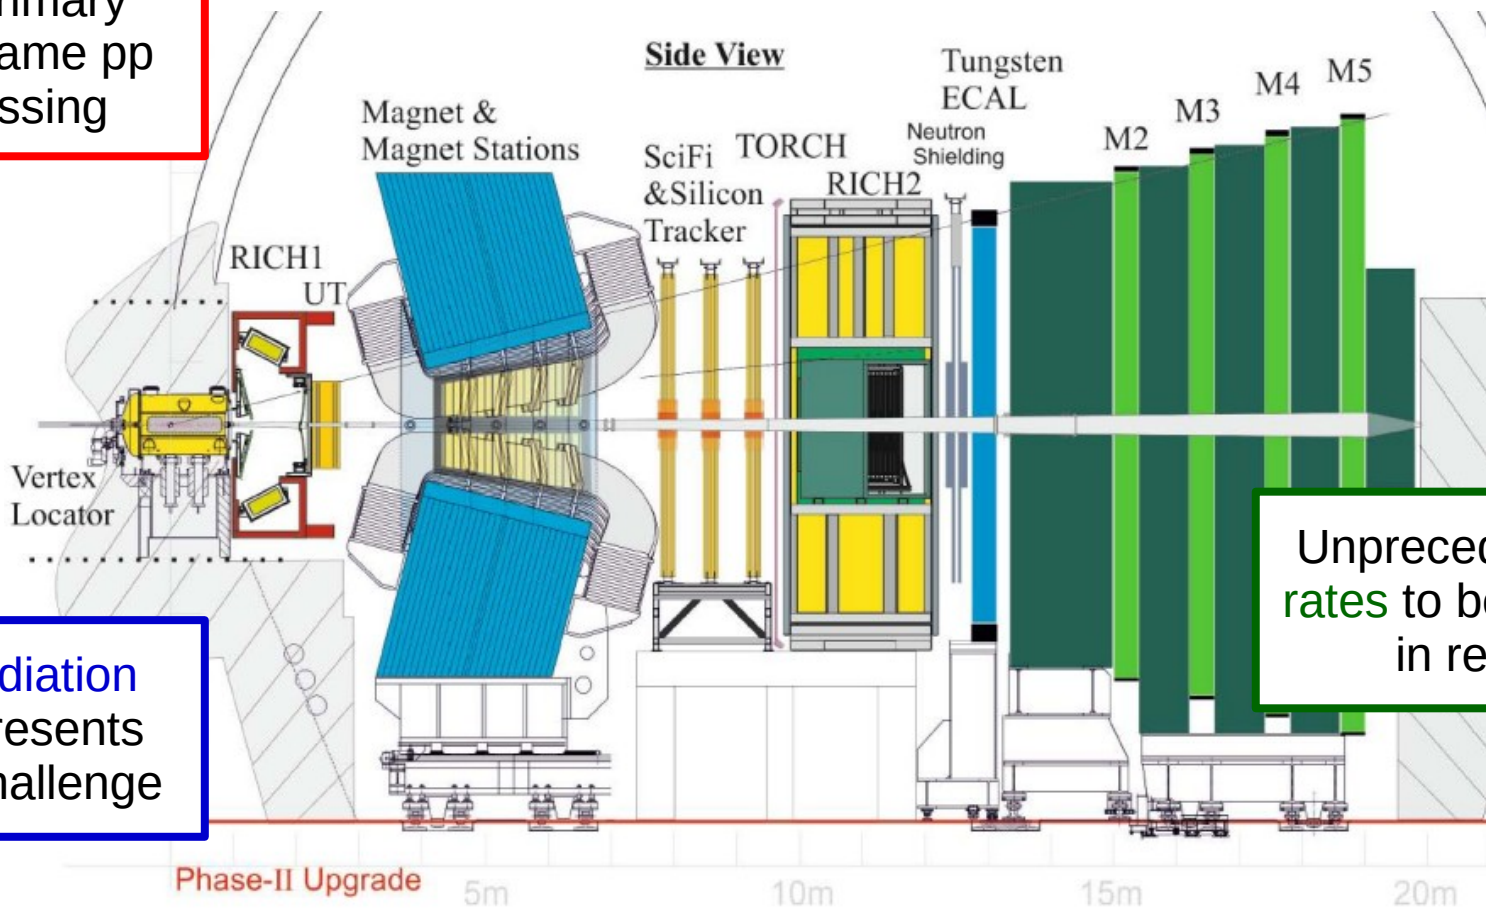 ame pp
ssing
Side View
Magnet &
Magnet Stations
SciFi
&Silicon
Tracker
TORCH
RICH2
Tungsten
ECAL
Neutron
Shielding
M2
M3
M4
M5
RICH1
UT
Vertex
Locator
Unpreced
rates to b
in re
diation
resents
hallenge
Phase-II Upgrade
5m
10m
15m
20m